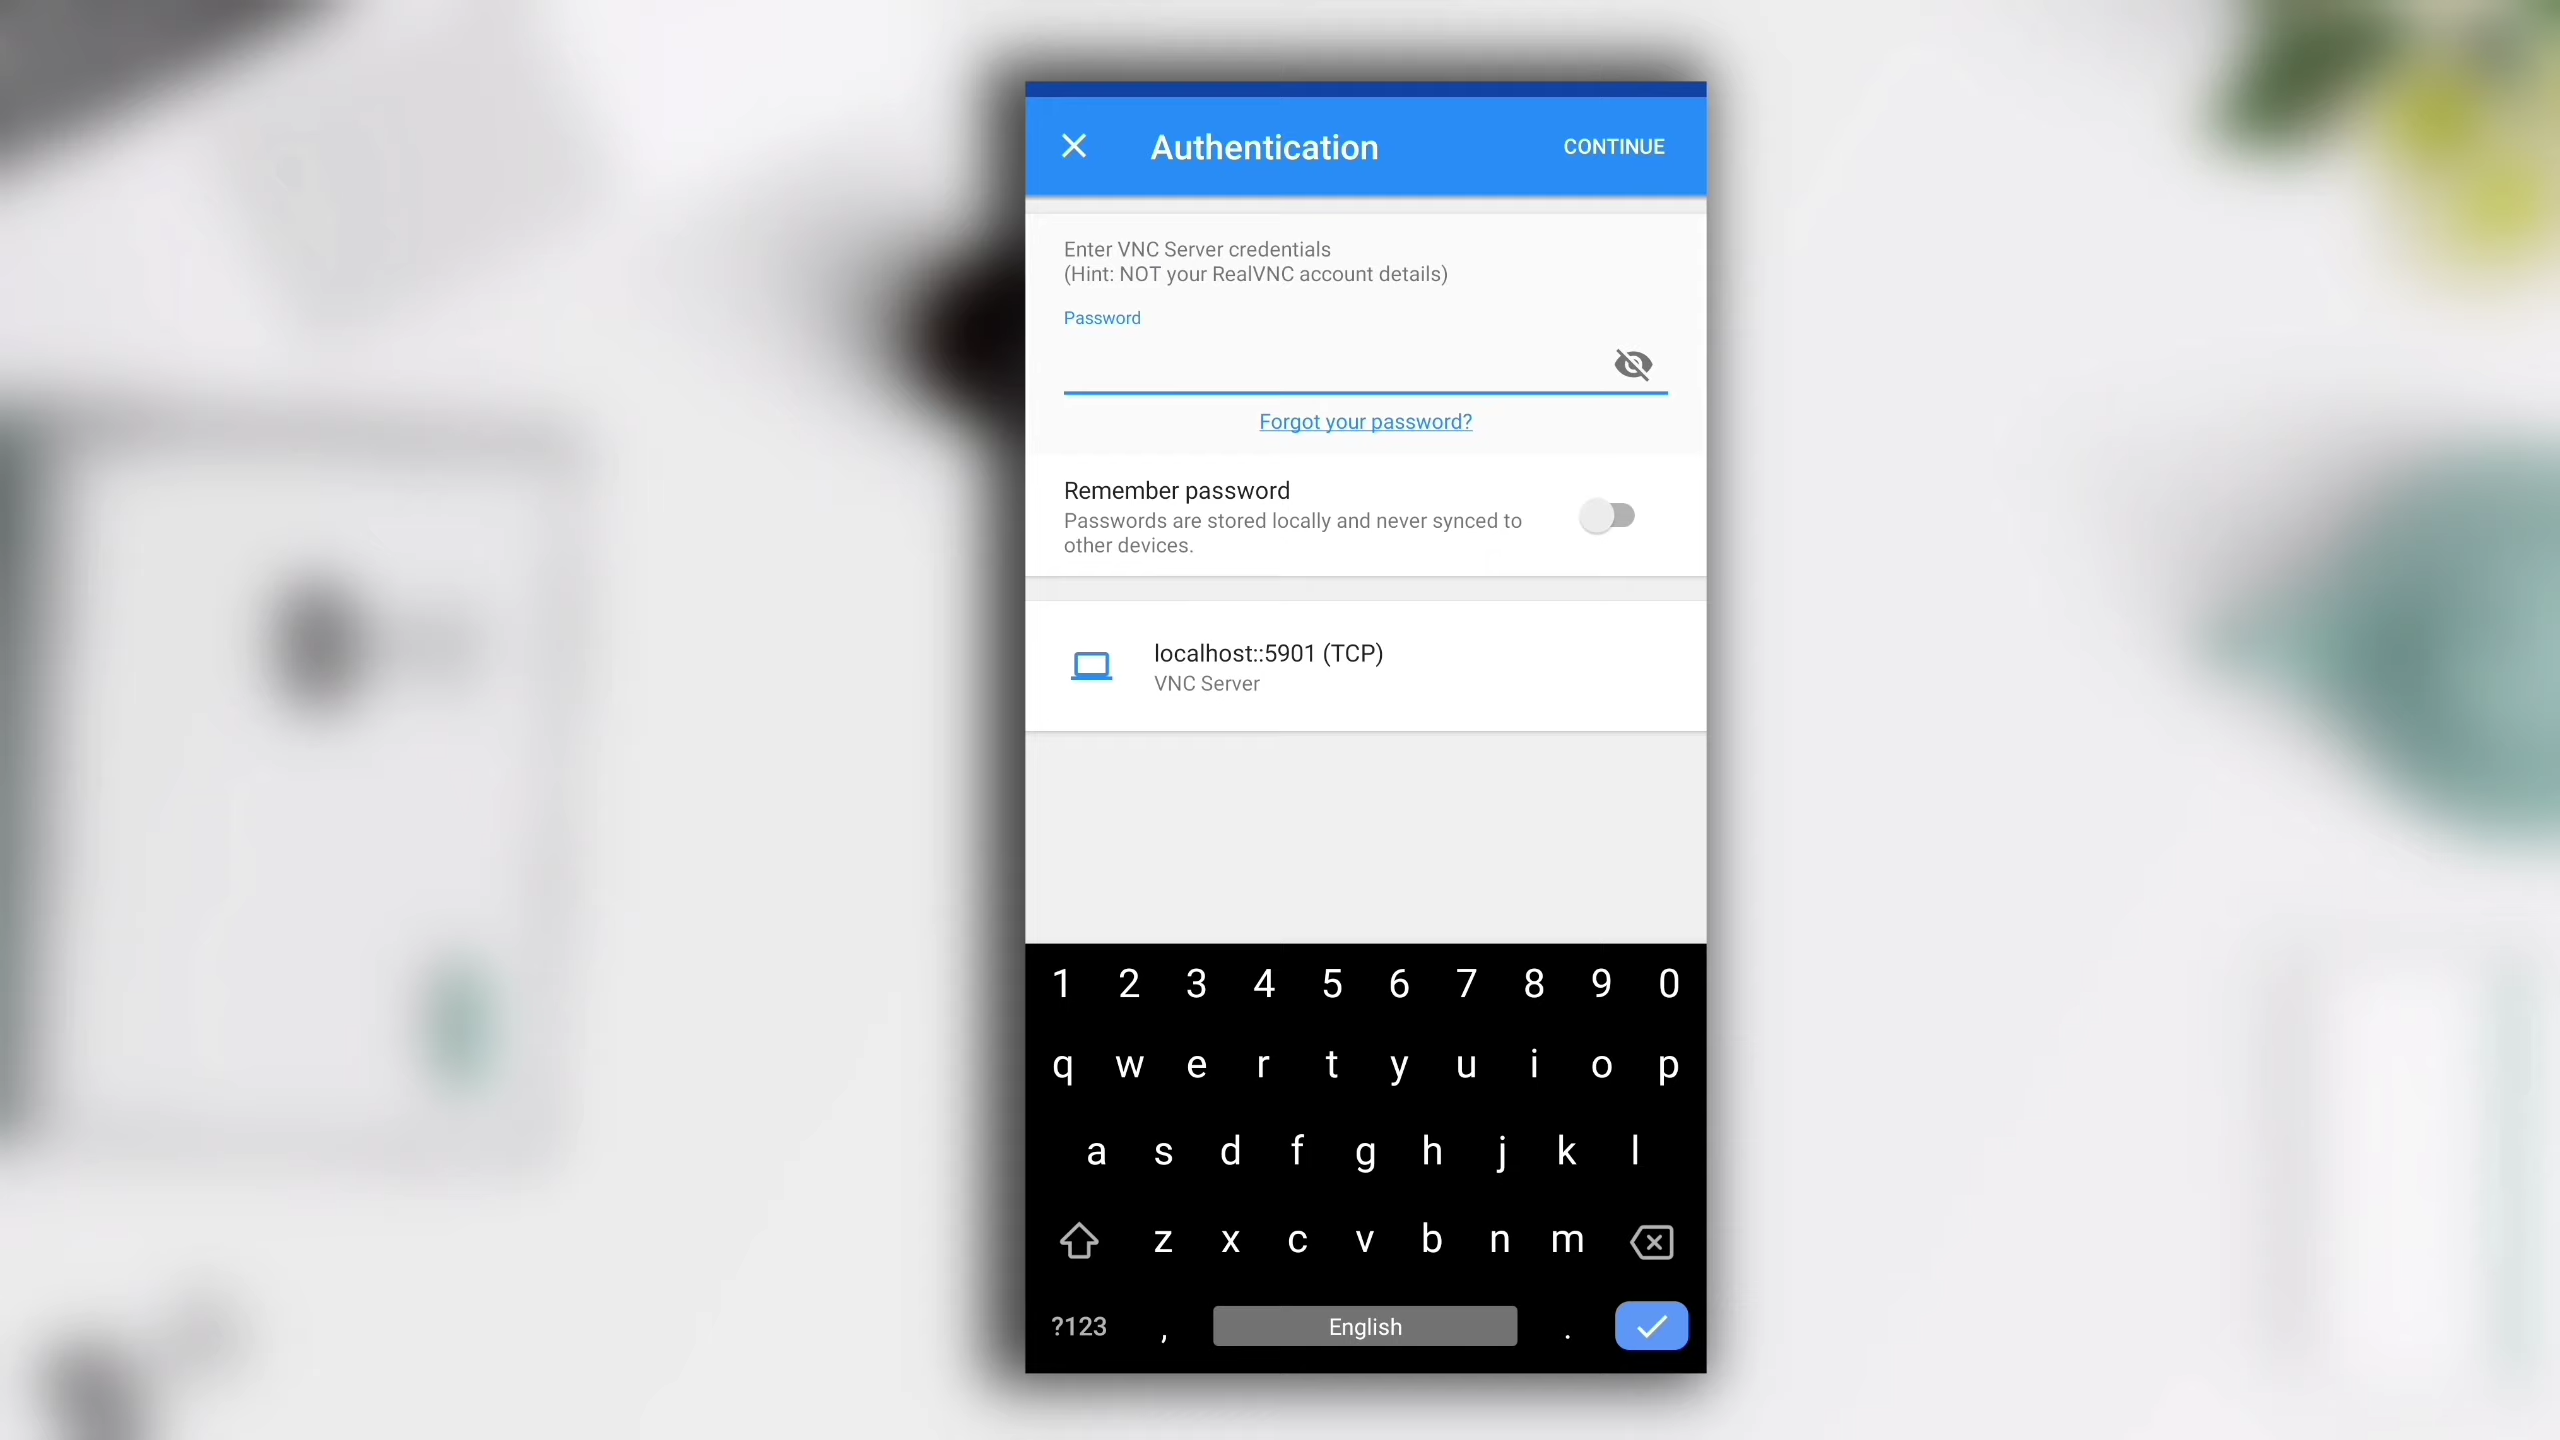 Authentication
CONTINUE
Enter VNC Server credentials
(Hint: NOT your RealVNC account details)
Password
Forgot your password?
Remember password
Passwords are stored locally and never synced to
other devices.
localhost::5901 (TCP)
VNC Server
1 2 3 4 5 6 7 8 9 0
q w e r t y u i o p
a s d f g h j k l
z x c v b n m
?123 , English .